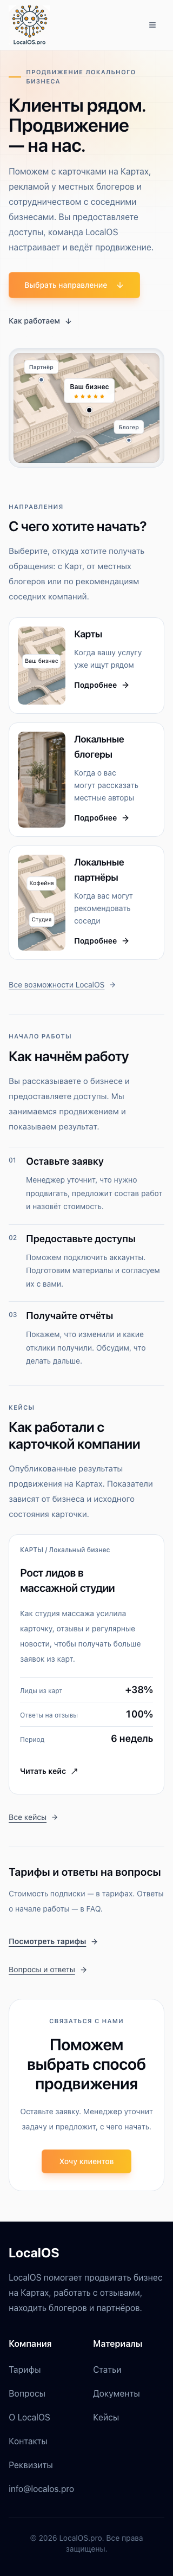 LocalOS.pro
ПРОДВИЖЕНИЕ ЛОКАЛЬНОГО
БИЗНЕСА
Клиенты рядом.
Продвижение
— на нас.
Поможем с карточками на Картах,
рекламой у местных блогеров и
сотрудничеством с соседними
бизнесами. Вы предоставляете
доступы, команда LocalOS
настраивает и ведёт продвижение.
Выбрать направление ↓
Как работаем ↓
Партнёр
Ваш бизнес
★★★★★
Блогер
НАПРАВЛЕНИЯ
С чего хотите начать?
Выберите, откуда хотите получать
обращения: с Карт, от местных
блогеров или по рекомендациям
соседних компаний.
Ваш бизнес
Карты
Когда вашу услугу
уже ищут рядом
Подробнее →
Локальные
блогеры
Когда о вас
могут рассказать
местные авторы
Подробнее →
Кофейня
Студия
Локальные
партнёры
Когда вас могут
рекомендовать
соседи
Подробнее →
Все возможности LocalOS →
НАЧАЛО РАБОТЫ
Как начнём работу
Вы рассказываете о бизнесе и
предоставляете доступы. Мы
занимаемся продвижением и
показываем результат.
01 Оставьте заявку
Менеджер уточнит, что нужно
продвигать, предложит состав работ
и назовёт стоимость.
02 Предоставьте доступы
Поможем подключить аккаунты.
Подготовим материалы и согласуем
их с вами.
03 Получайте отчёты
Покажем, что изменили и какие
отклики получили. Обсудим, что
делать дальше.
КЕЙСЫ
Как работали с
карточкой компании
Опубликованные результаты
продвижения на Картах. Показатели
зависят от бизнеса и исходного
состояния карточки.
КАРТЫ / Локальный бизнес
Рост лидов в
массажной студии
Как студия массажа усилила
карточку, отзывы и регулярные
новости, чтобы получать больше
заявок из карт.
Лиды из карт +38%
Ответы на отзывы 100%
Период 6 недель
Читать кейс ↗
Все кейсы →
Тарифы и ответы на вопросы
Стоимость подписки — в тарифах. Ответы
о начале работы — в FAQ.
Посмотреть тарифы →
Вопросы и ответы →
СВЯЗАТЬСЯ С НАМИ
Поможем
выбрать способ
продвижения
Оставьте заявку. Менеджер уточнит
задачу и предложит, с чего начать.
Хочу клиентов
LocalOS
LocalOS помогает продвигать бизнес
на Картах, работать с отзывами,
находить блогеров и партнёров.
Компания
Тарифы
Вопросы
О LocalOS
Контакты
Реквизиты
info@localos.pro
Материалы
Статьи
Документы
Кейсы
© 2026 LocalOS.pro. Все права
защищены.